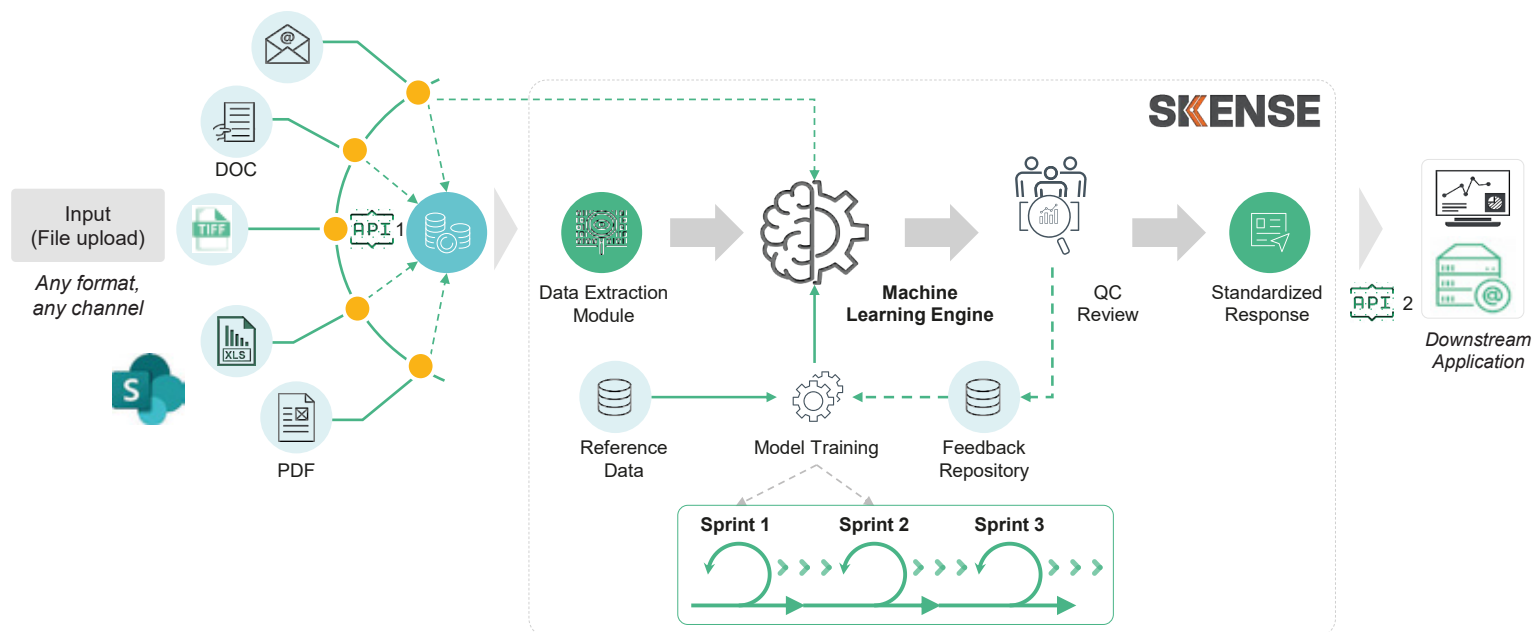 @
DOC
Input
(File upload)
Any format,
any channel
TIFF
API 1
XLS
S
PDF
SKENSE
Data Extraction
Module
Machine
Learning Engine
QC
Review
Standardized
Response
API 2
@
Downstream
Application
Reference
Data
Model Training
Feedback
Repository
Sprint 1
Sprint 2
Sprint 3